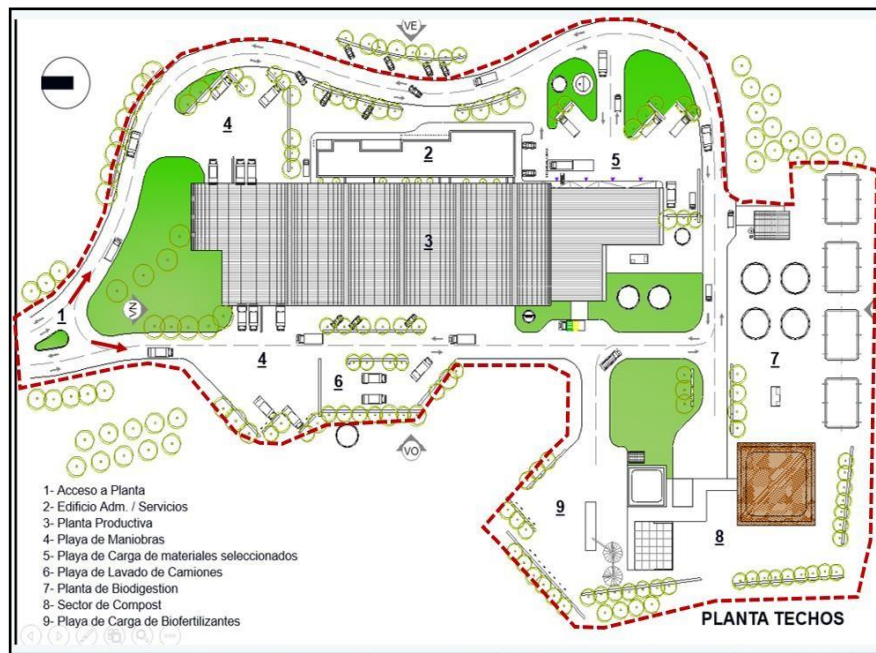 VE
4
2
5
3
1
VN
4
6
7
VO
9
8
1- Acceso a Planta
2- Edificio Adm. / Servicios
3- Planta Productiva
4- Playa de Maniobras
5- Playa de Carga de materiales seleccionados
6- Playa de Lavado de Camiones
7- Planta de Biodigestion
8- Sector de Compost
9- Playa de Carga de Biofertilizantes
PLANTA TECHOS